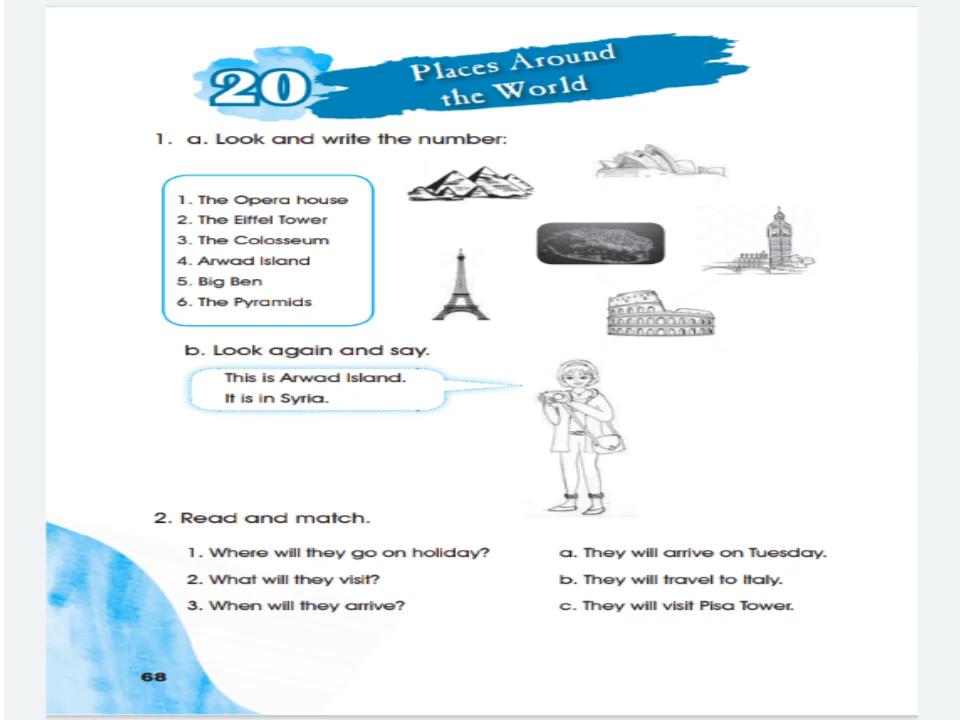 20
Places Around
the World
1. a. Look and write the number:
1. The Opera house
2. The Eiffel Tower
3. The Colosseum
4. Arwad Island
5. Big Ben
6. The Pyramids
b. Look again and say.
This is Arwad Island.
It is in Syria.
2. Read and match.
1. Where will they go on holiday?
a. They will arrive on Tuesday.
2. What will they visit?
b. They will travel to Italy.
3. When will they arrive?
c. They will visit Pisa Tower.
68